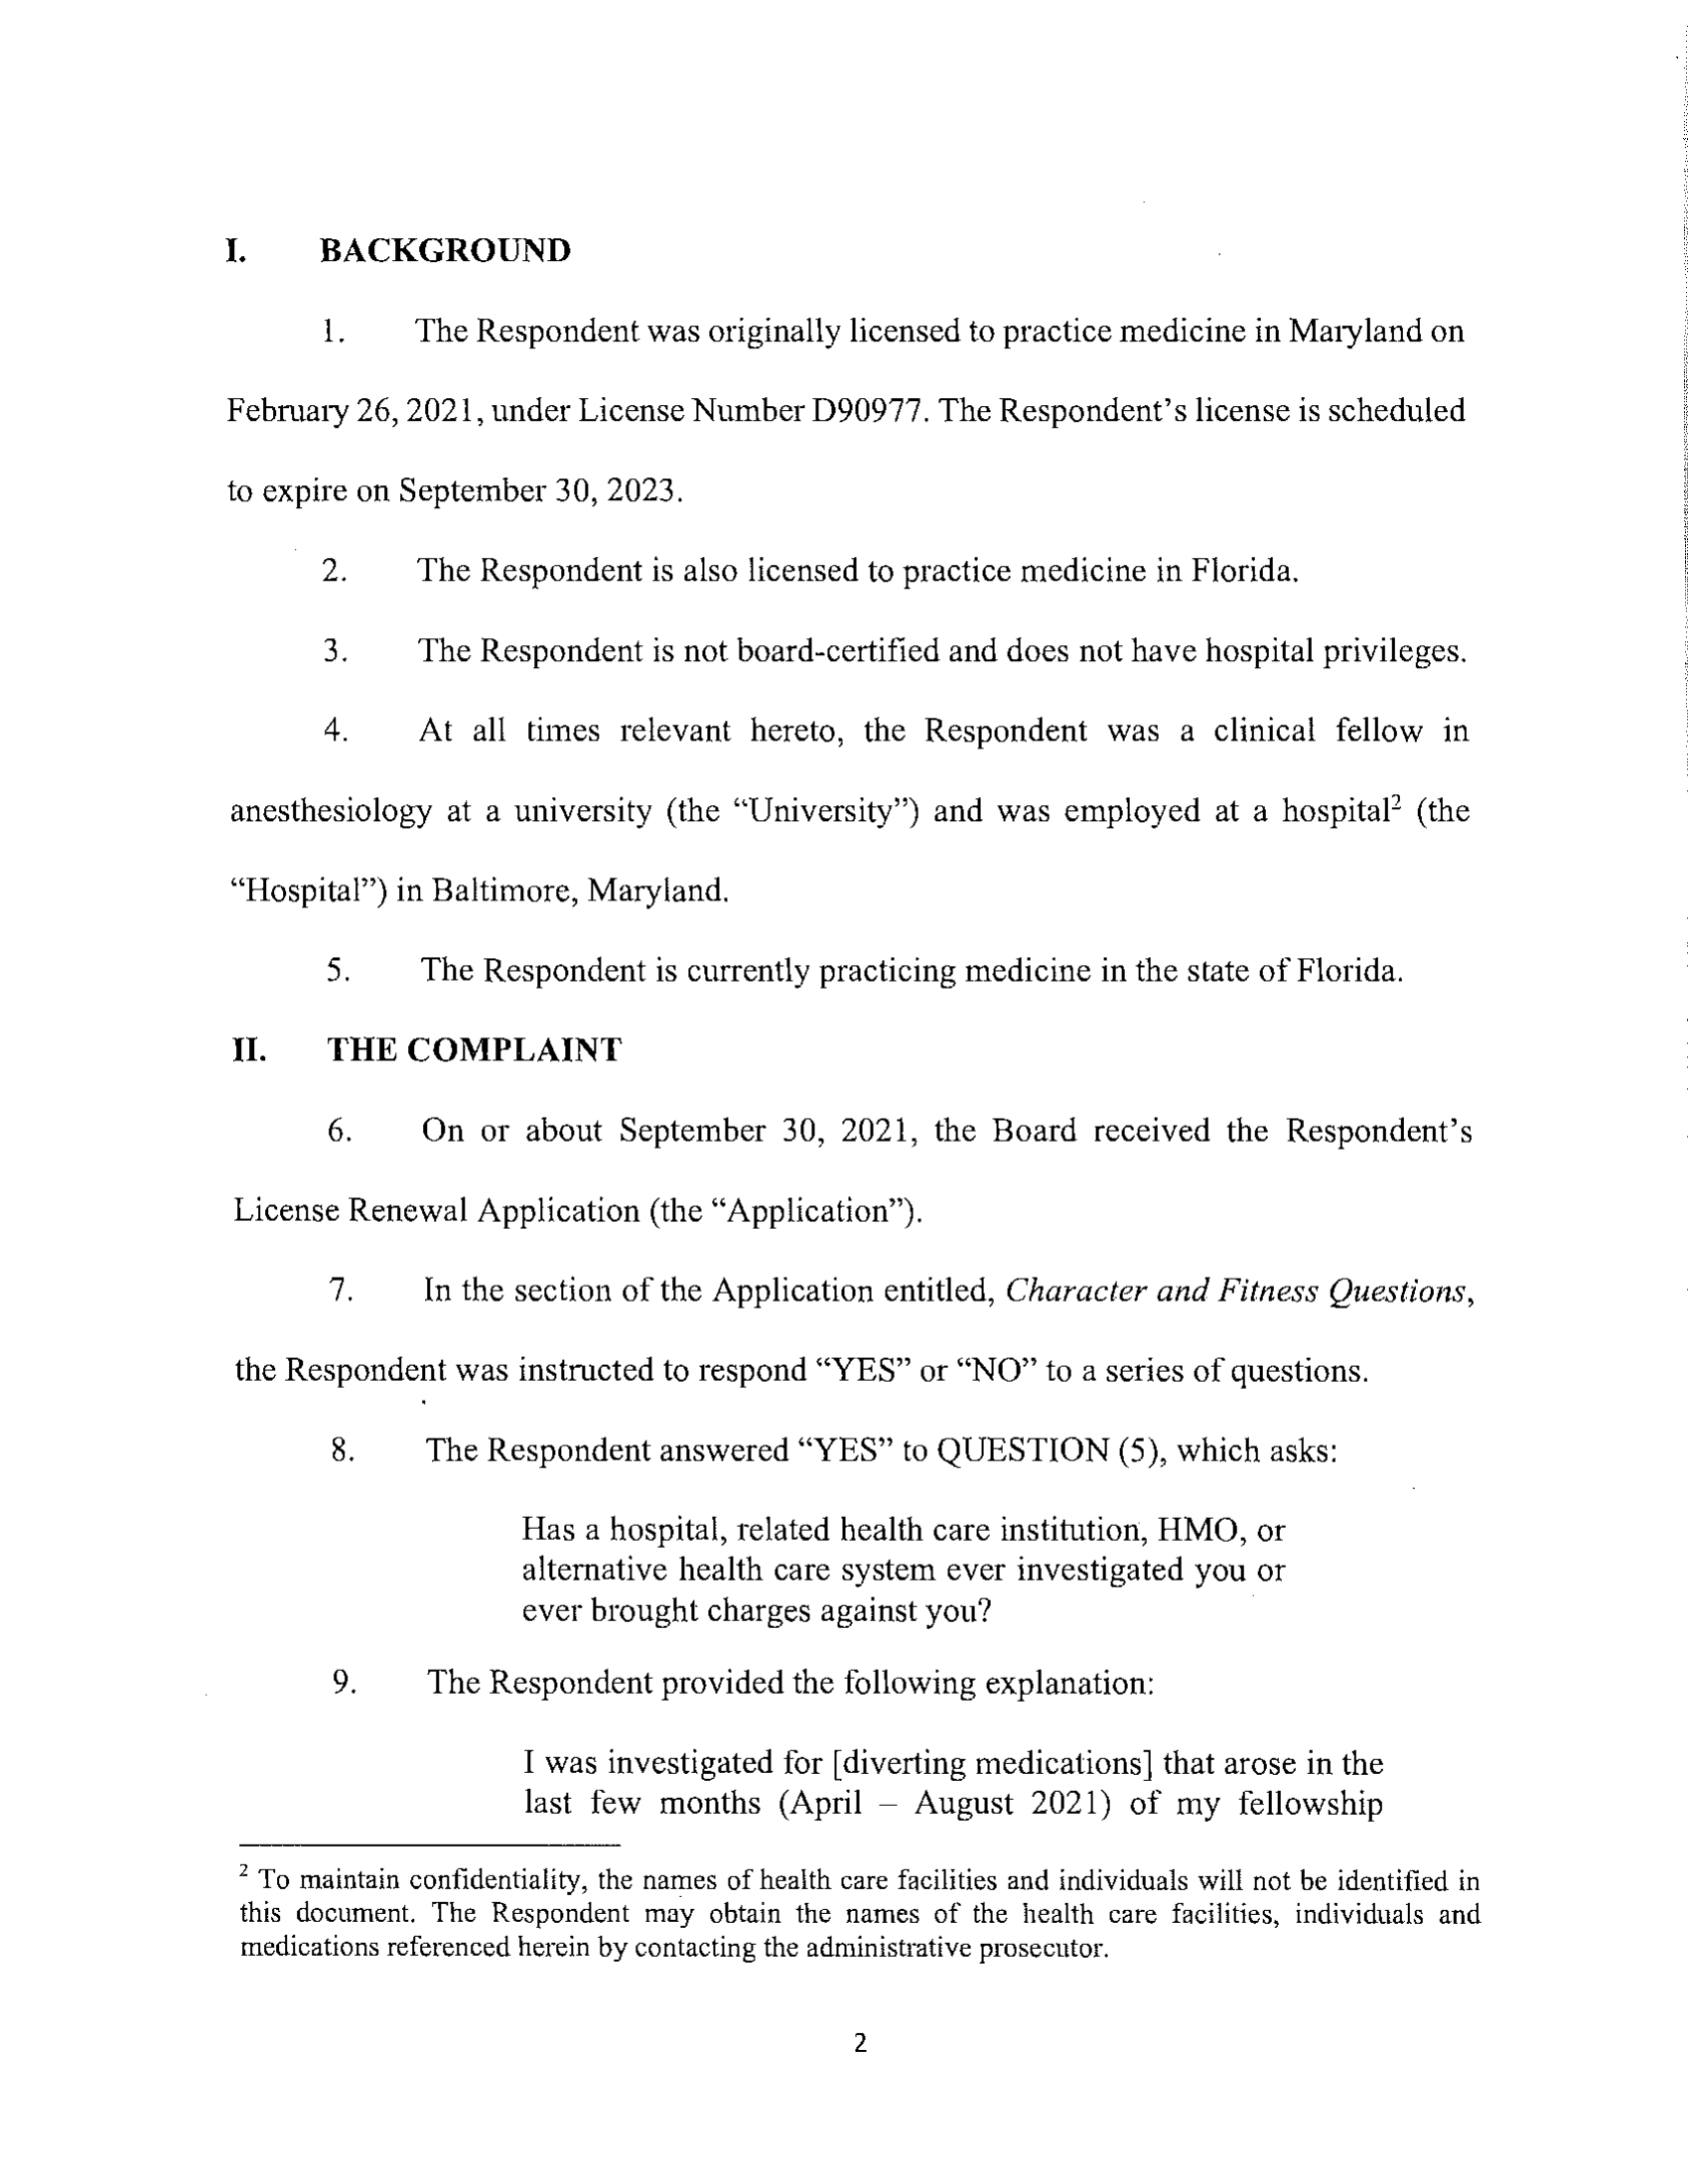 I. BACKGROUND
1. The Respondent was originally licensed to practice medicine in Maryland on
February 26, 2021, under License Number D90977. The Respondent's license is scheduled
to expire on September 30, 2023.
2. The Respondent is also licensed to practice medicine in Florida.
3. The Respondent is not board-certified and does not have hospital privileges.
4. At all times relevant hereto, the Respondent was a clinical fellow in
anesthesiology at a university (the “University”) and was employed at a hospital² (the
“Hospital”) in Baltimore, Maryland.
5. The Respondent is currently practicing medicine in the state of Florida.
II. THE COMPLAINT
6. On or about September 30, 2021, the Board received the Respondent's
License Renewal Application (the “Application”).
7. In the section of the Application entitled, Character and Fitness Questions,
the Respondent was instructed to respond “YES” or “NO” to a series of questions.
8. The Respondent answered “YES” to QUESTION (5), which asks:
Has a hospital, related health care institution, HMO, or
alternative health care system ever investigated you or
ever brought charges against you?
9. The Respondent provided the following explanation:
I was investigated for [diverting medications] that arose in the
last few months (April – August 2021) of my fellowship
² To maintain confidentiality, the names of health care facilities and individuals will not be identified in
this document. The Respondent may obtain the names of the health care facilities, individuals and
medications referenced herein by contacting the administrative prosecutor.
2